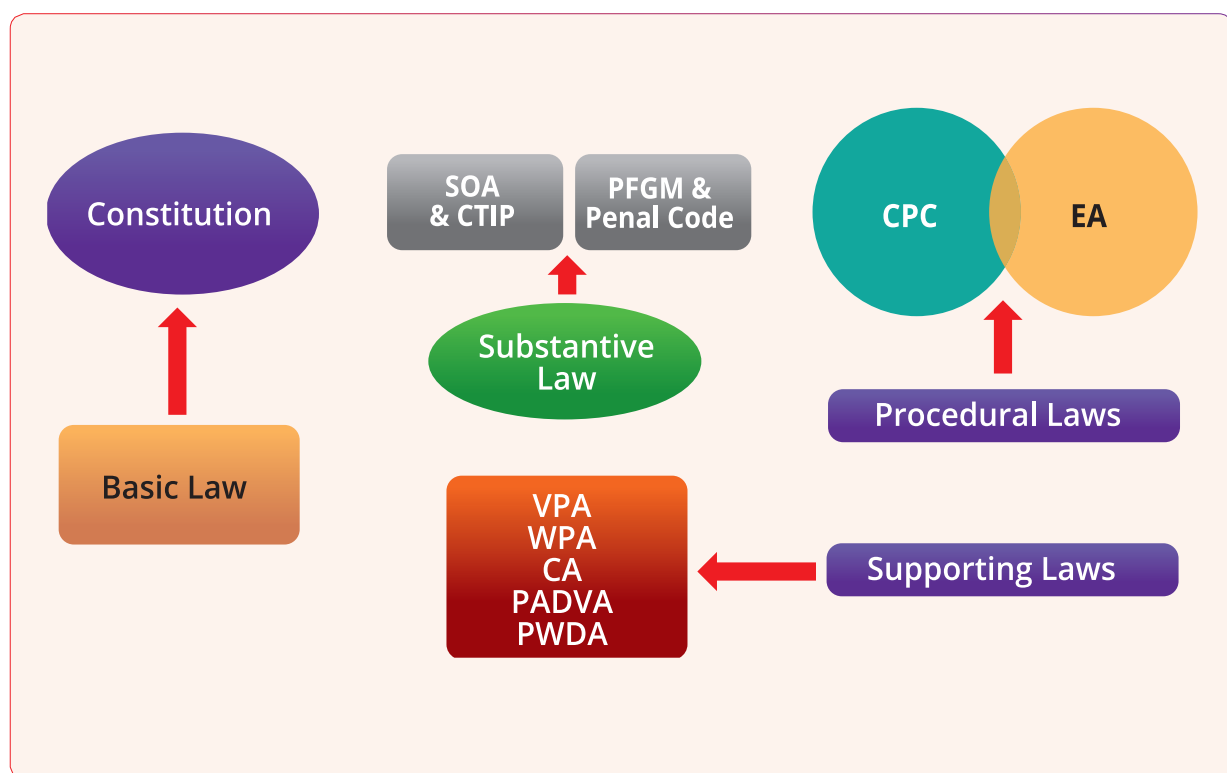 Constitution
Basic Law
SOA
& CTIP
PFGM &
Penal Code
Substantive
Law
CPC
EA
Procedural Laws
VPA
WPA
CA
PADVA
PWDA
Supporting Laws